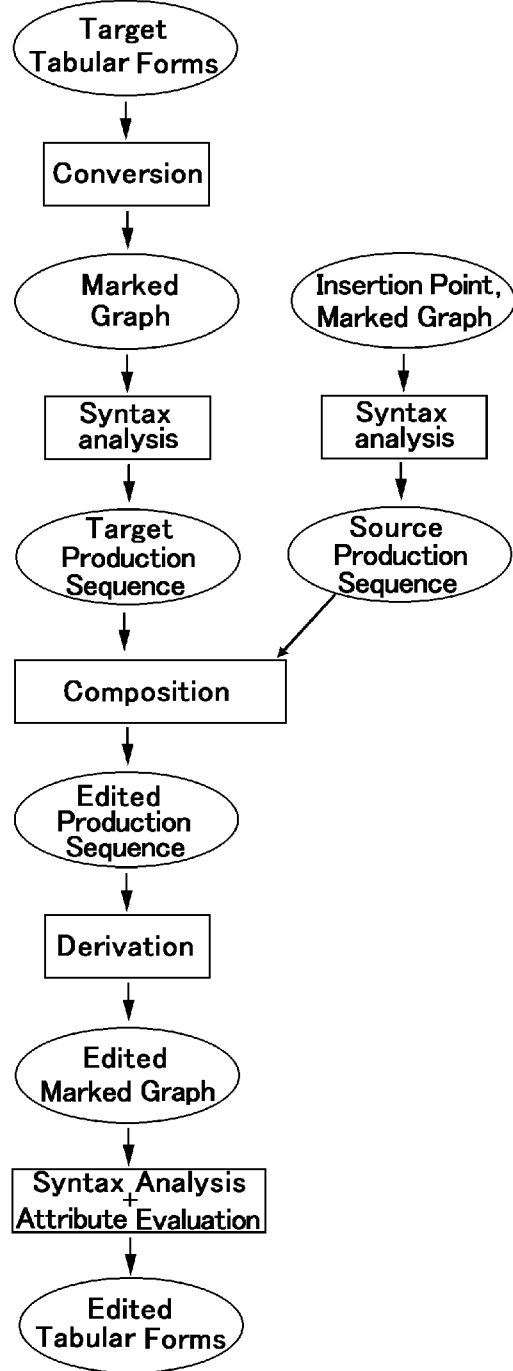 Target
Tabular Forms
Conversion
Marked
Graph
Insertion Point,
Marked Graph
Syntax
analysis
Syntax
analysis
Target
Production
Sequence
Source
Production
Sequence
Composition
Edited
Production
Sequence
Derivation
Edited
Marked Graph
Syntax Analysis
+
Attribute Evaluation
Edited
Tabular Forms